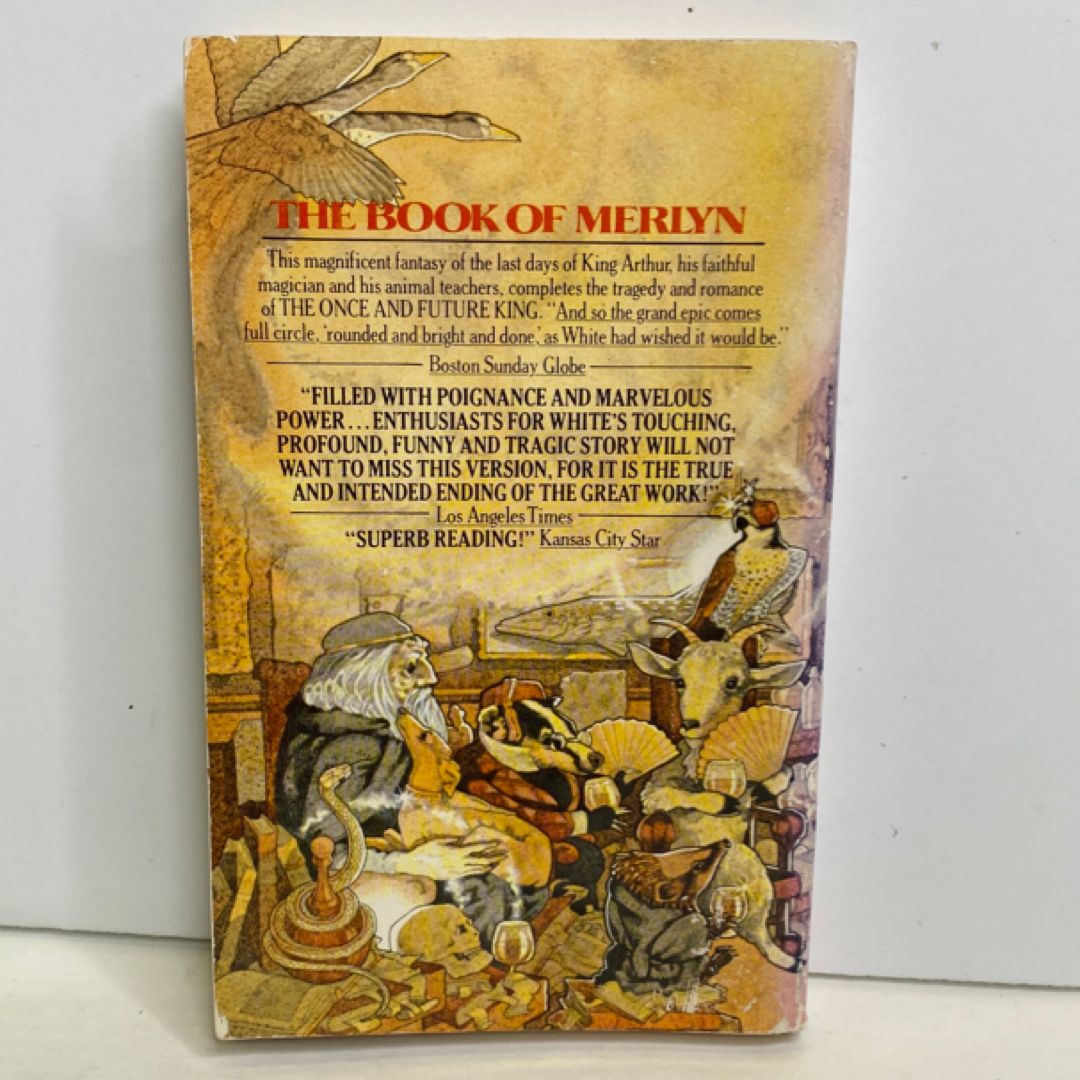 THE BOOK OF MERLYN
This magnificent fantasy of the last days of King Arthur, his faithful
magician and his animal teachers, completes the tragedy and romance
of THE ONCE AND FUTURE KING. "And so the grand epic comes
full circle, 'rounded and bright and done,' as White had wished it would be."
Boston Sunday Globe
"FILLED WITH POIGNANCE AND MARVELOUS
POWER...ENTHUSIASTS FOR WHITE'S TOUCHING,
PROFOUND, FUNNY AND TRAGIC STORY WILL NOT
WANT TO MISS THIS VERSION, FOR IT IS THE TRUE
AND INTENDED ENDING OF THE GREAT WORK!"
Los Angeles Times
"SUPERB READING!" Kansas City Star